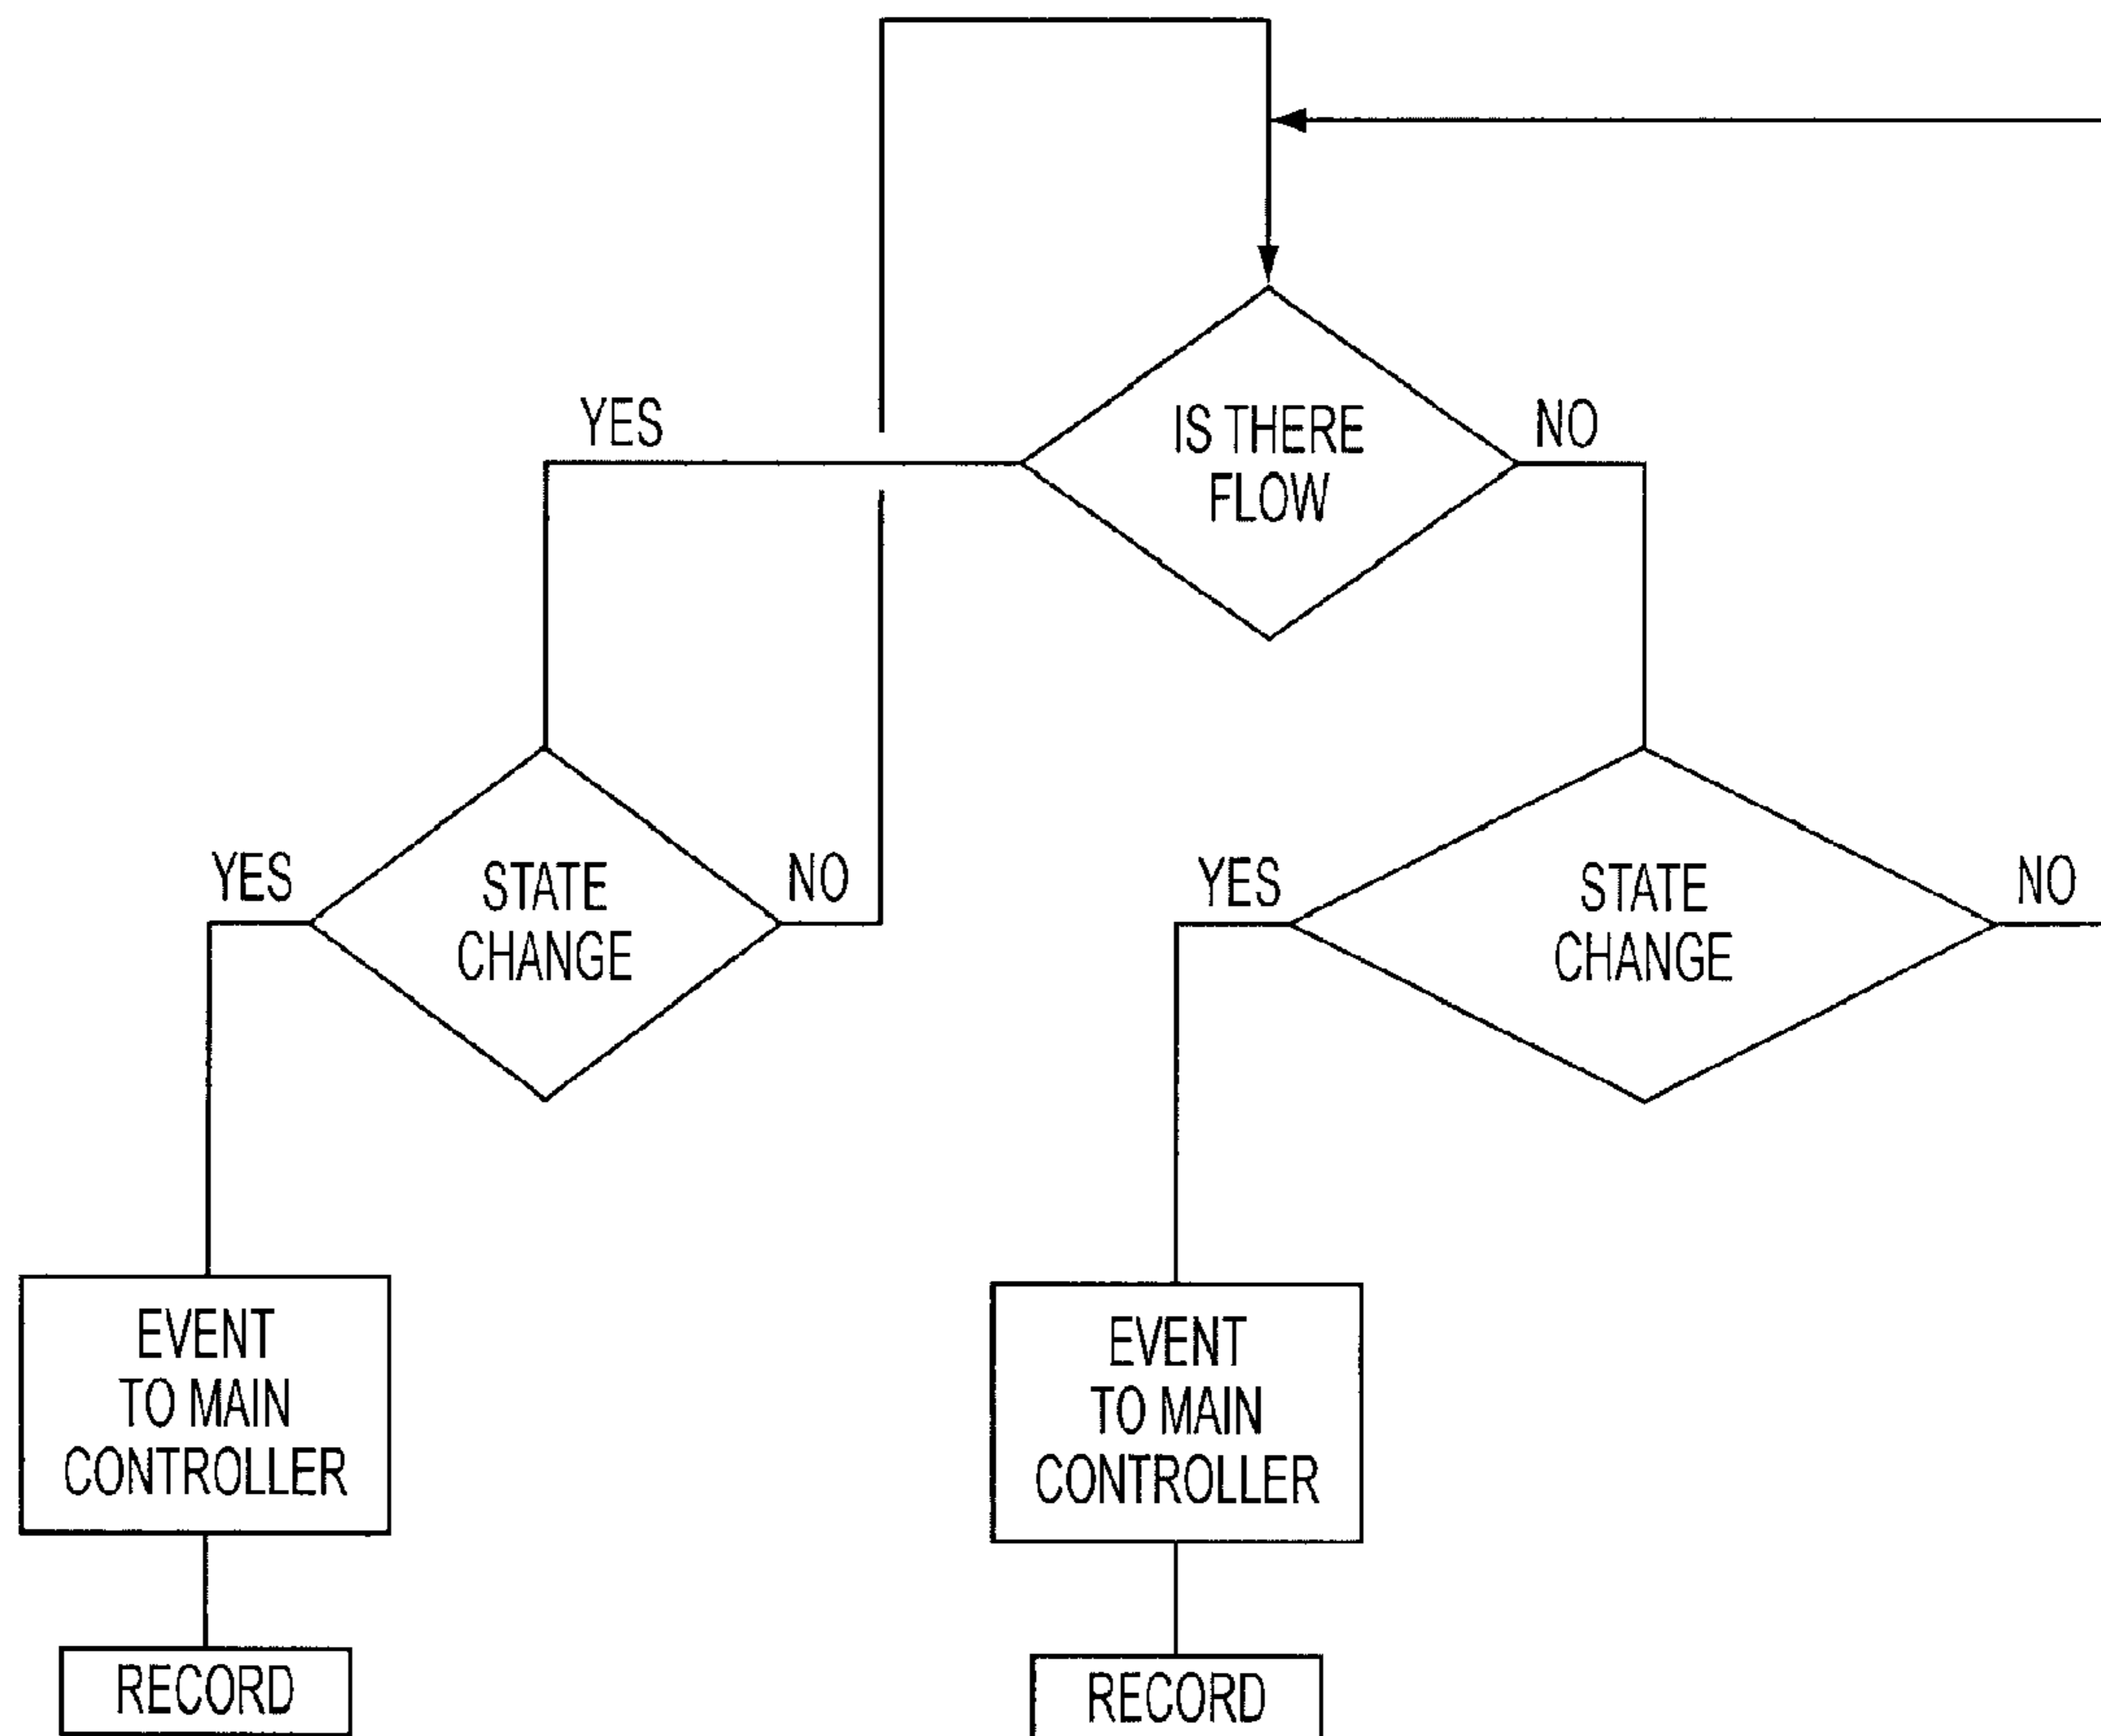 YES
IS THERE
FLOW
NO
YES
STATE
CHANGE
NO
YES
STATE
CHANGE
NO
EVENT
TO MAIN
CONTROLLER
EVENT
TO MAIN
CONTROLLER
RECORD
RECORD